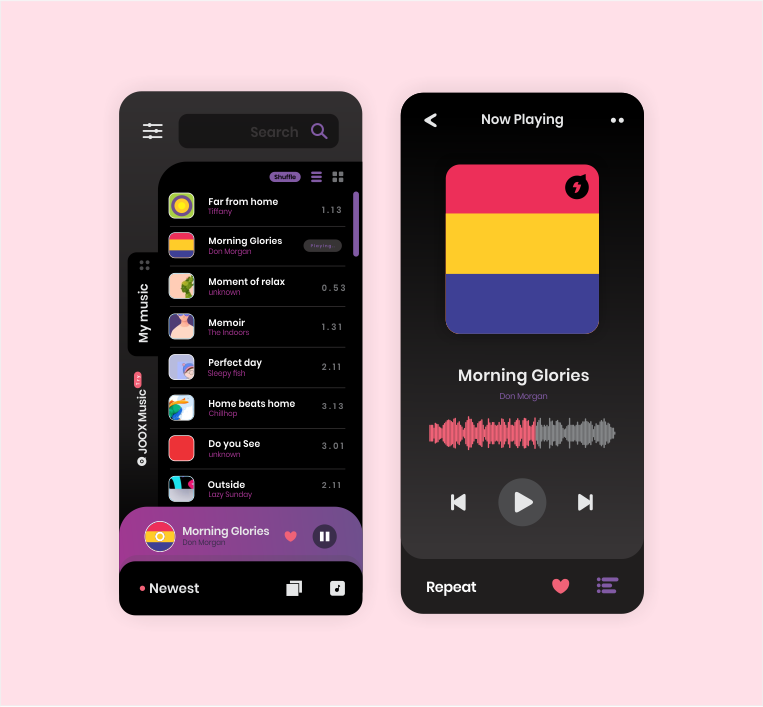 Search
Shuffle
Far from home
Tiffany
1.13
Morning Glories
Don Morgan
Playing..
Moment of relax
unknown
0.53
Memoir
The Indoors
1.31
Perfect day
Sleepy fish
2.11
Home beats home
Chillhop
3.13
Do you See
unknown
3.01
Outside
Lazy Sunday
2.11
My music
JOOX Music
Morning Glories
Don Morgan
Newest
Now Playing
Morning Glories
Don Morgan
Repeat